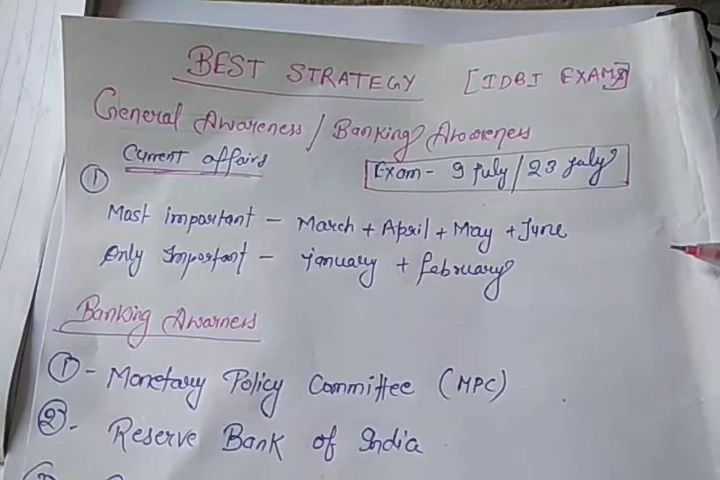 BEST STRATEGY [IDBI EXAMS]
General Awareness / Banking Awareness
① Current affairs
Exam - 9 July / 23 July
Most important - March + April + May + June
Only Important - January + February
Banking Awarness
① - Monetary Policy Committee (MPC)
② - Reserve Bank of India